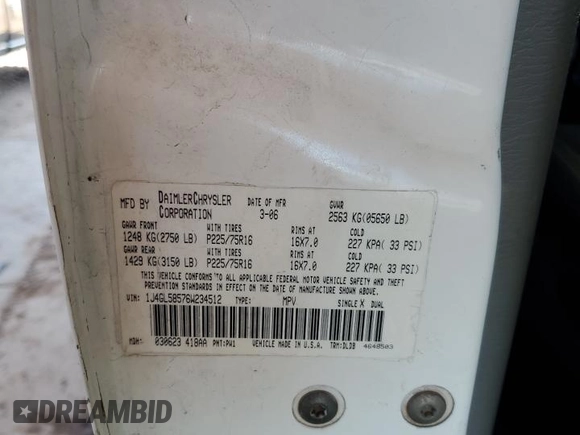 MFD BY DAIMLERCHRYSLER CORPORATION DATE OF MFR 3-06 GVWR 2563 KG(05650 LB)
GAWR FRONT WITH TIRES RIMS AT COLD
1248 KG(2750 LB) P225/75R16 16X7.0 227 KPA( 33 PSI)
GAWR REAR WITH TIRES RIMS AT COLD
1429 KG(3150 LB) P225/75R16 16X7.0 227 KPA( 33 PSI)
THIS VEHICLE CONFORMS TO ALL APPLICABLE FEDERAL MOTOR VEHICLE SAFETY AND THEFT
PREVENTION STANDARDS IN EFFECT ON THE DATE OF MANUFACTURE SHOWN ABOVE.
VIN: 1J4GL58576W234512 TYPE: MPV SINGLE X DUAL
MDH: 030623 418AA PNT:PW1 VEHICLE MADE IN U.S.A. TRM:DLDB 4648503
DREAMBID